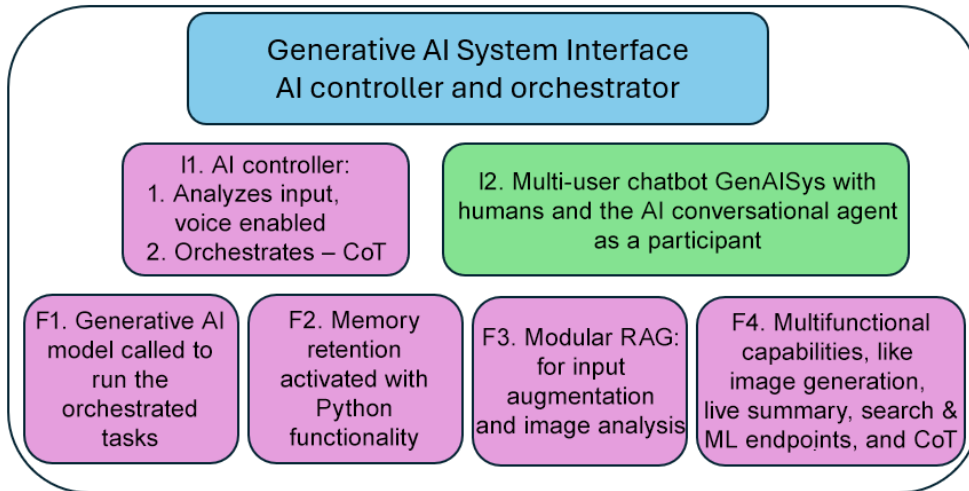 Generative AI System Interface
AI controller and orchestrator
I1. AI controller:
1. Analyzes input,
voice enabled
2. Orchestrates – CoT
I2. Multi-user chatbot GenAISys with
humans and the AI conversational agent
as a participant
F1. Generative AI
model called to
run the
orchestrated
tasks
F2. Memory
retention
activated with
Python
functionality
F3. Modular RAG:
for input
augmentation
and image analysis
F4. Multifunctional
capabilities, like
image generation,
live summary, search &
ML endpoints, and CoT